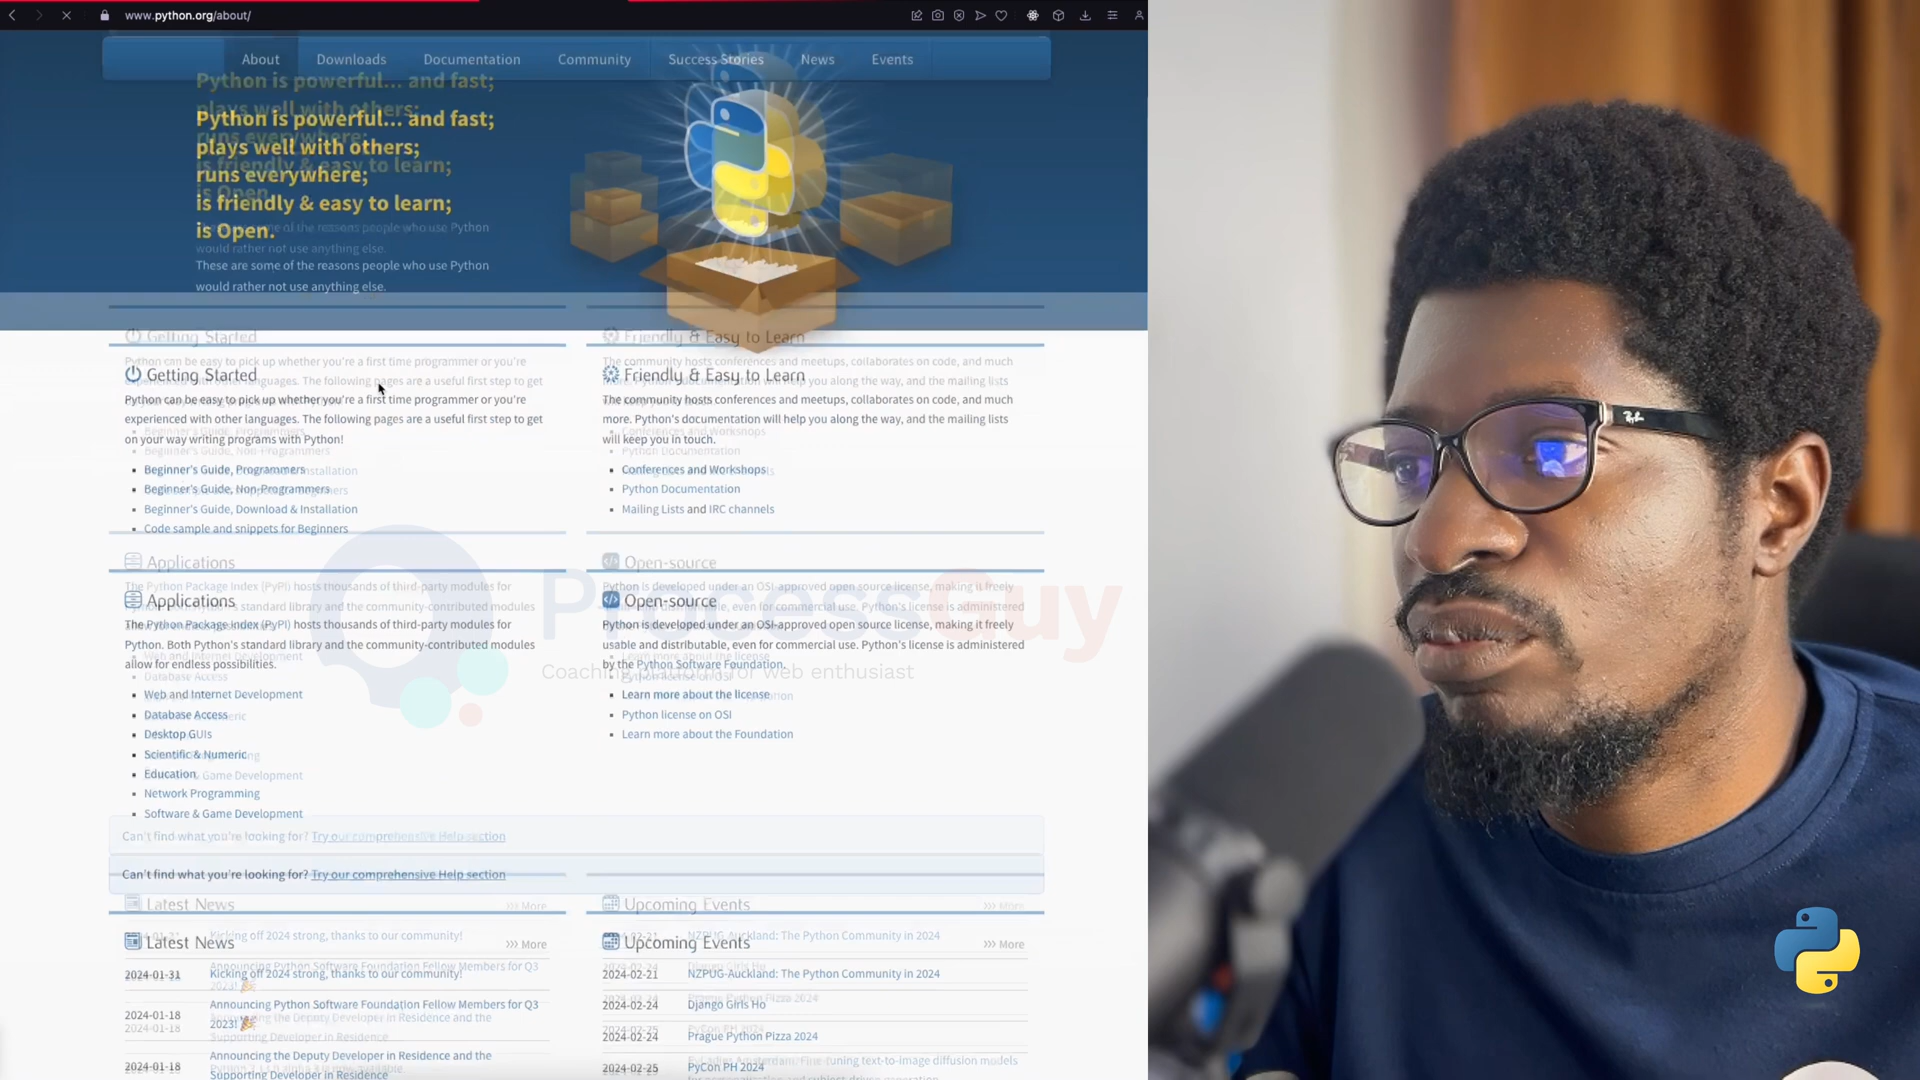 www.python.org/about/
About
Downloads
Documentation
Community
Success Stories
News
Events
Python is powerful... and fast;
plays well with others;
runs everywhere;
is friendly & easy to learn;
is Open.
These are some of the reasons people who use Python
would rather not use anything else.
Getting Started
Python can be easy to pick up whether you're a first time programmer or you're
experienced with other languages. The following pages are a useful first step to get
on your way writing programs with Python!
Beginner's Guide, Programmers
Beginner's Guide, Non-Programmers
Beginner's Guide, Download & Installation
Code sample and snippets for Beginners
Friendly & Easy to Learn
The community hosts conferences and meetups, collaborates on code, and much
more. Python's documentation will help you along the way, and the mailing lists
will keep you in touch.
Conferences and Workshops
Python Documentation
Mailing Lists and IRC channels
Applications
The Python Package Index (PyPI) hosts thousands of third-party modules for
Python. Both Python's standard library and the community-contributed modules
allow for endless possibilities.
Web and Internet Development
Database Access
Desktop GUIs
Scientific & Numeric
Education
Network Programming
Software & Game Development
Open-source
Python is developed under an OSI-approved open source license, making it freely
usable and distributable, even for commercial use. Python's license is administered
by the Python Software Foundation.
Learn more about the license
Python license on OSI
Learn more about the Foundation
ProcessGuy
Coaching platform for web enthusiast
Can't find what you're looking for? Try our comprehensive Help section
Latest News
>>> More
2024-01-31 Kicking off 2024 strong, thanks to our community!
2024-01-18 Announcing Python Software Foundation Fellow Members for Q3
2023! 🎉
2024-01-18 Announcing the Deputy Developer in Residence and the
Supporting Developer in Residence
Upcoming Events
>>> More
2024-02-21 NZPUG-Auckland: The Python Community in 2024
2024-02-24 Django Girls Ho
2024-02-24 Prague Python Pizza 2024
2024-02-25 PyCon PH 2024
Ray-Ban